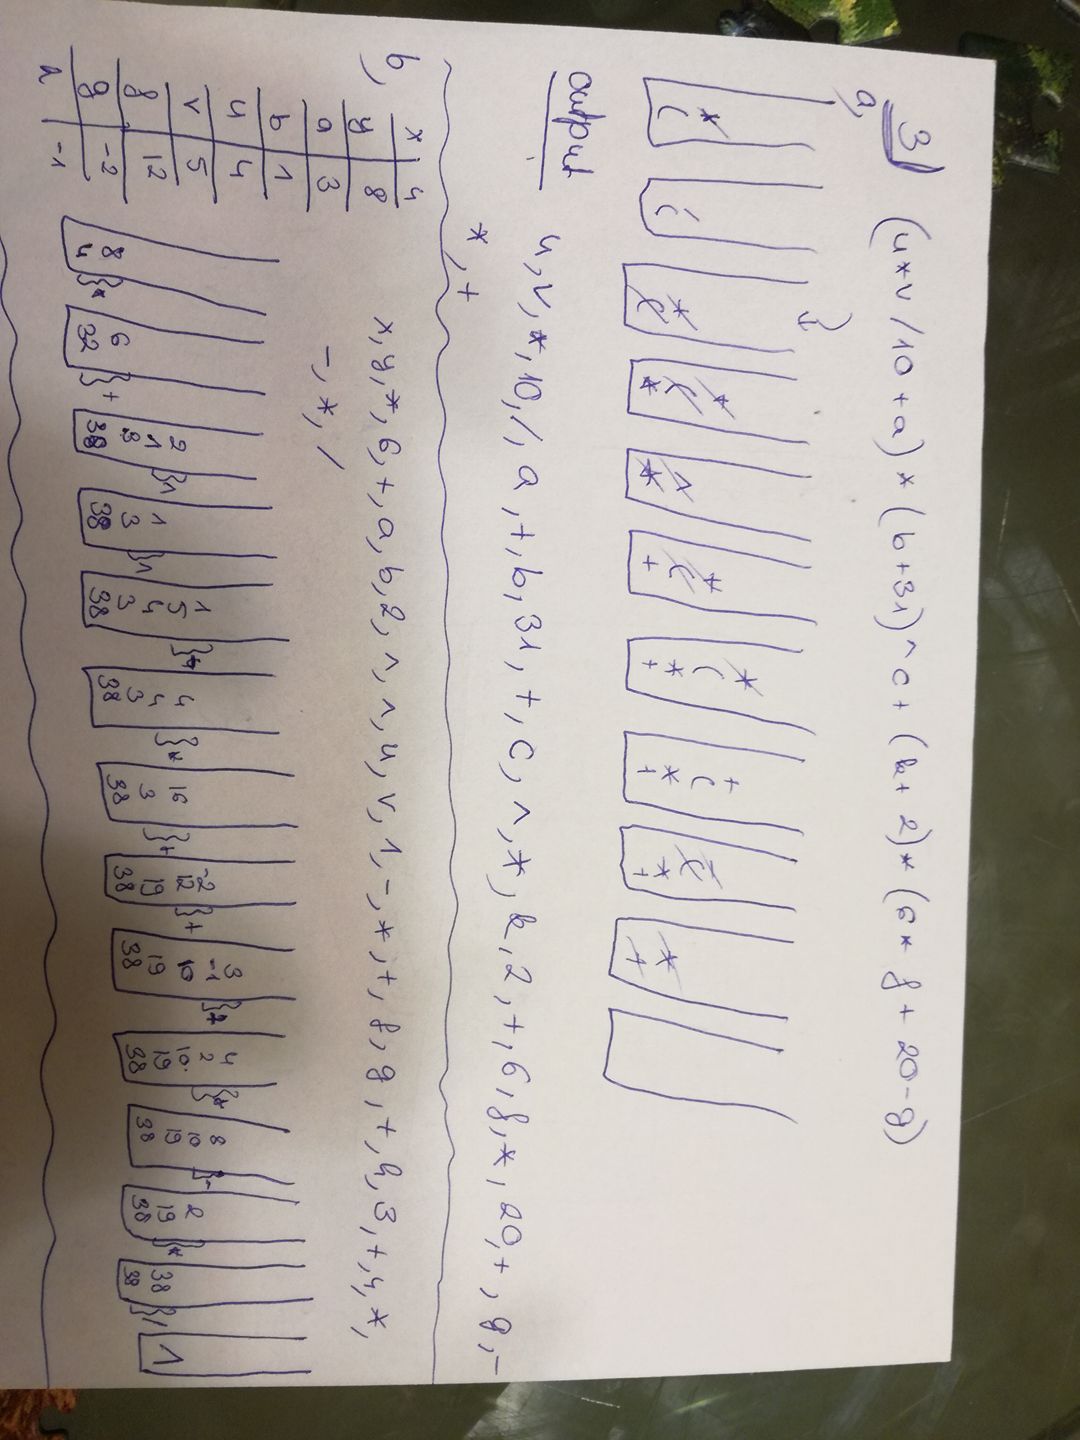 3) (u*v/10+a)*(b+31)^c+(k+2)*(6*f+20-g)
a,
)
* / * + ^ + * + - *
( ( ( ( * ( ( ( ( +
* + * * *
+ + +
output
u,v,*,10,/,a,+,b,31,+,c,^,*,k,2,+,6,f,*,20,+,g,-
*,+
b,
x 4
y 8
a 3
b 1
u 4
v 5
f 12
g -2
h -1
x,y,*,6,+,a,b,2,^,^,u,v,1,-,*,+,f,g,+,h,3,+,4,*,
-,*,/
8 4 } *
6 32 } +
2 1 3 38 } ^
1 3 38 } ^
1 5 4 3 38 }
4 4 3 38 } *
16 3 38 } +
-2 12 19 38 } +
3 -1 10 19 38 } +
4 2 10 19 38 } *
8 10 19 38 } -
2 19 38 } *
38 38 } /
1